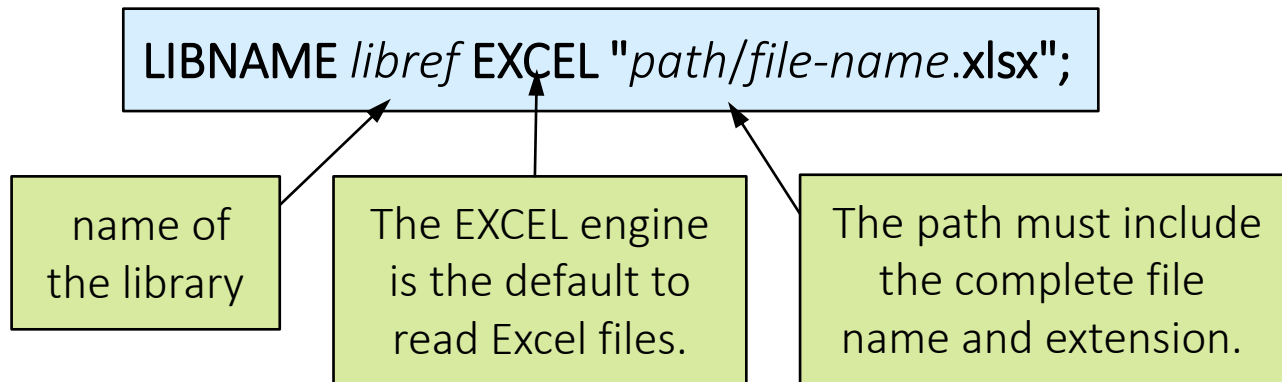 LIBNAME libref EXCEL "path/file-name.xlsx";
name of
the library
The EXCEL engine
is the default to
read Excel files.
The path must include
the complete file
name and extension.